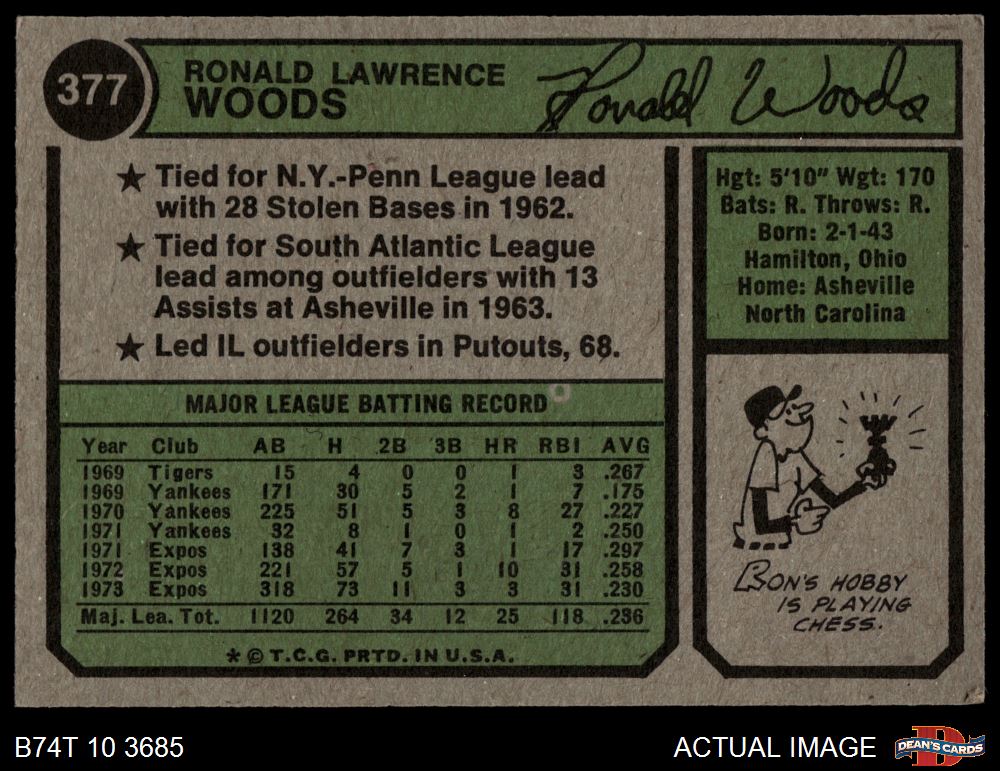 377
RONALD LAWRENCE
WOODS
Ronald Woods
★ Tied for N.Y.-Penn League lead
with 28 Stolen Bases in 1962.
★ Tied for South Atlantic League
lead among outfielders with 13
Assists at Asheville in 1963.
★ Led IL outfielders in Putouts, 68.
Hgt: 5'10" Wgt: 170
Bats: R. Throws: R.
Born: 2-1-43
Hamilton, Ohio
Home: Asheville
North Carolina
MAJOR LEAGUE BATTING RECORD
Year Club AB H 2B 3B HR RBI AVG
1969 Tigers 15 4 0 0 1 3 .267
1969 Yankees 171 30 5 2 1 7 .175
1970 Yankees 225 51 5 3 8 27 .227
1971 Yankees 32 8 1 0 1 2 .250
1971 Expos 138 41 7 3 1 17 .297
1972 Expos 221 57 5 1 10 31 .258
1973 Expos 318 73 11 3 3 31 .230
Maj. Lea. Tot. 1120 264 34 12 25 118 .236
* © T.C.G. PRTD. IN U.S.A.
RON'S HOBBY
IS PLAYING
CHESS.
B74T 10 3685
ACTUAL IMAGE
D
DEAN'S CARDS